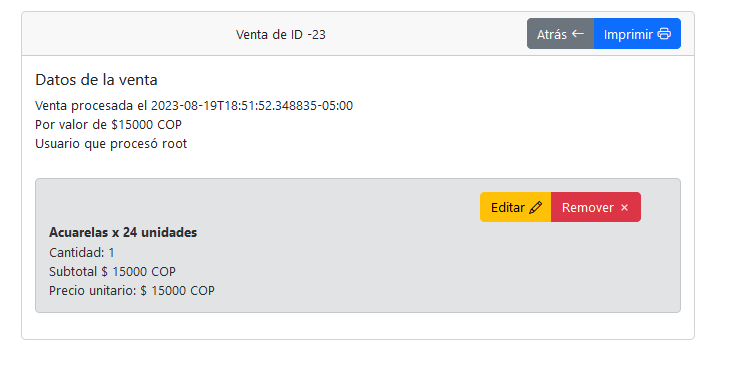 Venta de ID -23
Atrás ←
Imprimir
Datos de la venta
Venta procesada el 2023-08-19T18:51:52.348835-05:00
Por valor de $15000 COP
Usuario que procesó root
Editar
Remover ×
Acuarelas x 24 unidades
Cantidad: 1
Subtotal $ 15000 COP
Precio unitario: $ 15000 COP